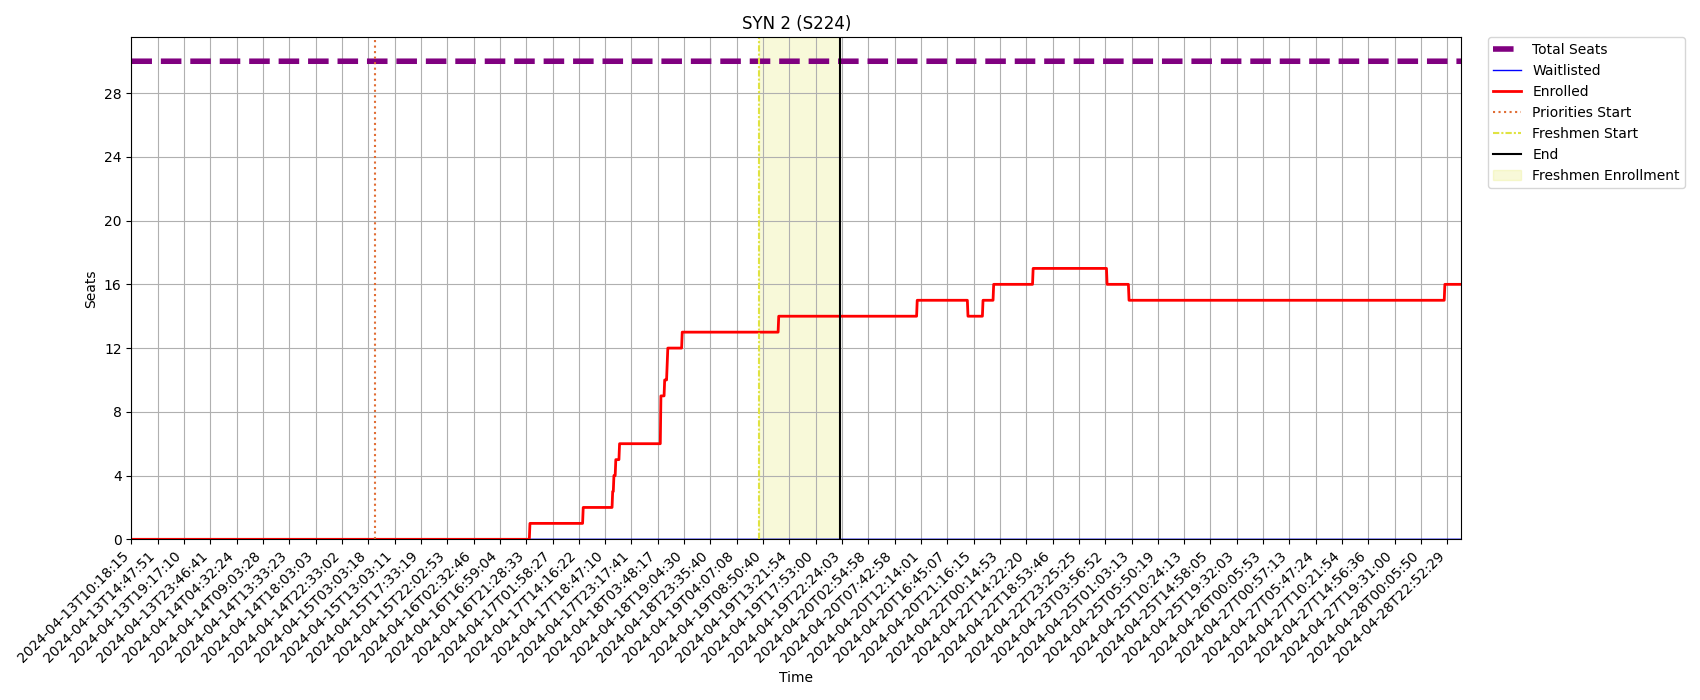 SYN 2 (S224)
Total Seats
Waitlisted
Enrolled
Priorities Start
Freshmen Start
End
Freshmen Enrollment
Seats
28
24
20
16
12
8
4
0
2024-04-13T10:18:15
2024-04-13T14:47:51
2024-04-13T19:17:10
2024-04-13T23:46:41
2024-04-14T04:32:24
2024-04-14T09:03:28
2024-04-14T13:33:23
2024-04-14T18:03:03
2024-04-14T22:33:02
2024-04-15T03:03:18
2024-04-15T13:03:11
2024-04-15T17:33:19
2024-04-15T22:02:53
2024-04-16T02:32:46
2024-04-16T16:59:04
2024-04-16T21:28:33
2024-04-17T01:58:27
2024-04-17T14:16:22
2024-04-17T18:47:10
2024-04-17T23:17:41
2024-04-18T03:48:17
2024-04-18T19:04:30
2024-04-18T23:35:40
2024-04-19T04:07:08
2024-04-19T08:50:40
2024-04-19T13:21:54
2024-04-19T17:53:00
2024-04-19T22:24:03
2024-04-20T02:54:58
2024-04-20T07:42:58
2024-04-20T12:14:01
2024-04-20T16:45:07
2024-04-20T21:16:15
2024-04-22T00:14:53
2024-04-22T14:22:20
2024-04-22T18:53:46
2024-04-22T23:25:25
2024-04-23T03:56:52
2024-04-25T01:03:13
2024-04-25T05:50:19
2024-04-25T10:24:13
2024-04-25T14:58:05
2024-04-25T19:32:03
2024-04-26T00:05:53
2024-04-27T00:57:13
2024-04-27T05:47:24
2024-04-27T10:21:54
2024-04-27T14:56:36
2024-04-27T19:31:00
2024-04-28T00:05:50
2024-04-28T22:52:29
Time